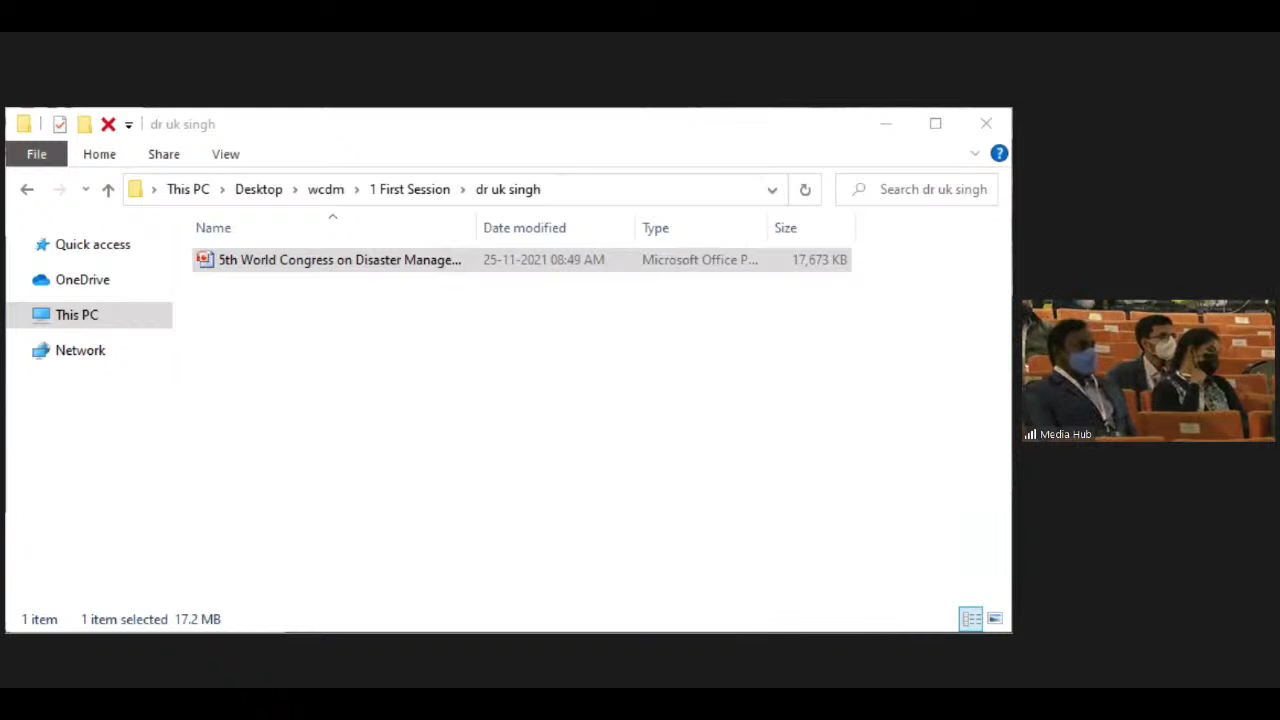 dr uk singh
File Home Share View
This PC Desktop wcdm 1 First Session dr uk singh Search dr uk singh
Name Date modified Type Size
Quick access
5th World Congress on Disaster Manage... 25-11-2021 08:49 AM Microsoft Office P... 17,673 KB
OneDrive
This PC
Network
Media Hub
1 item 1 item selected 17.2 MB